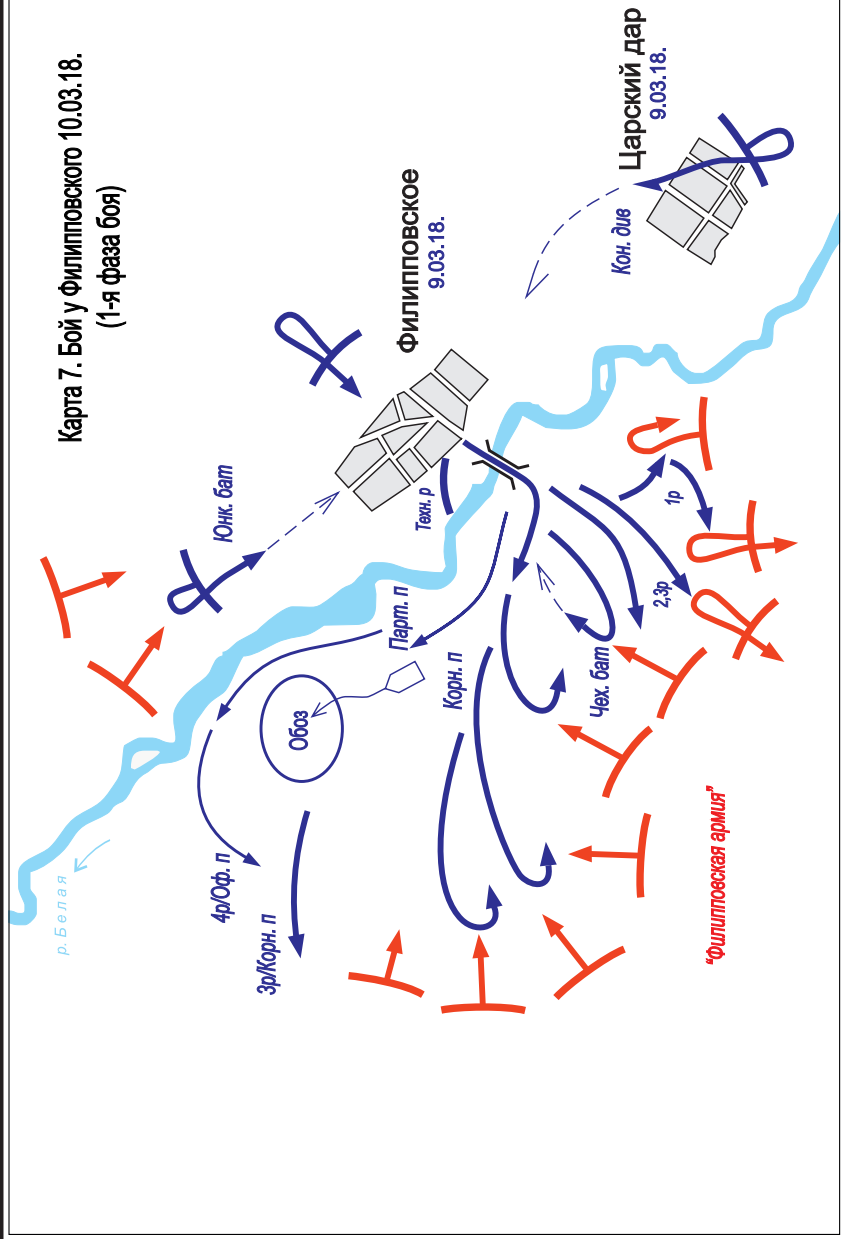 Карта 7. Бой у Филипповского 10.03.18.
(1-я фаза боя)
Царский дар
9.03.18.
Кон. див
Филипповское
9.03.18.
Юнк. бат
Техн. р
1р
2,3р
Парт. п
Корн. п
Чех. бат
Обоз
4р/Оф. п
3р/Корн. п
р. Белая
"Филипповская армия"